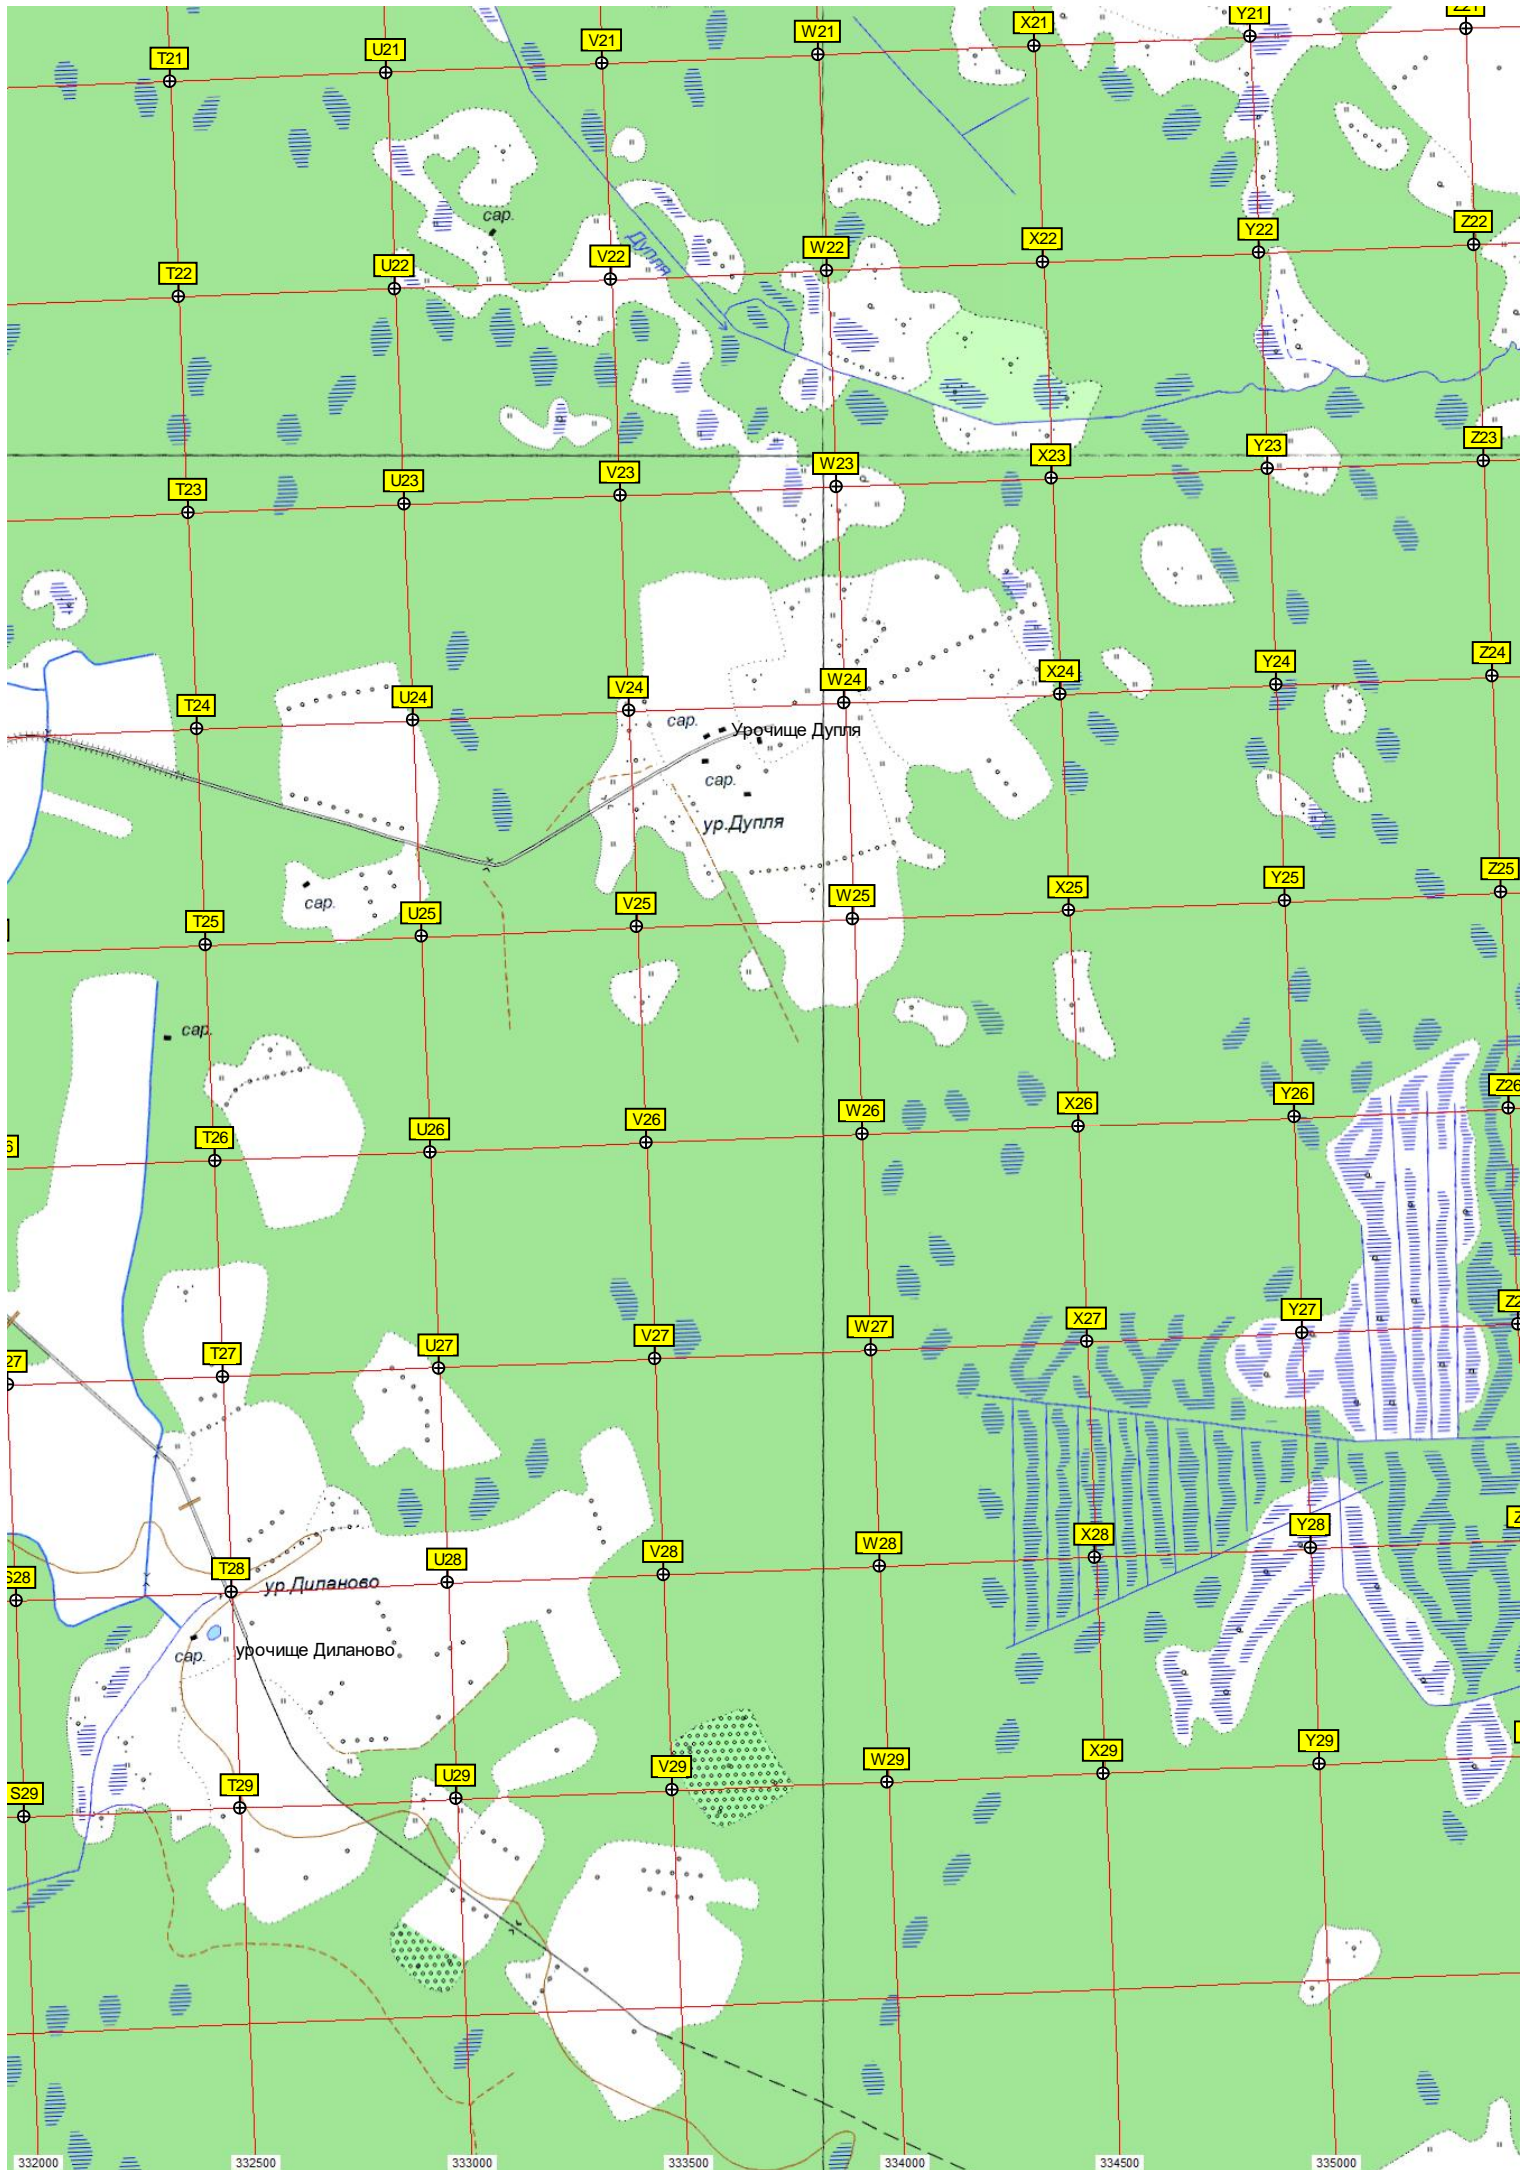 T21 U21 V21 W21 X21 Y21 Z21
сар.
Дупля
T22 U22 V22 W22 X22 Y22 Z22
T23 U23 V23 W23 X23 Y23 Z23
T24 U24 V24 W24 X24 Y24 Z24
сар. Урочище Дупля
сар.
ур.Дупля
сар.
T25 U25 V25 W25 X25 Y25 Z25
сар.
6 T26 U26 V26 W26 X26 Y26 Z26
27 T27 U27 V27 W27 X27 Y27 Z2
S28 T28 U28 V28 W28 X28 Y28 Z
ур.Диланово
сар. урочище Диланово
S29 T29 U29 V29 W29 X29 Y29
332000 332500 333000 333500 334000 334500 335000